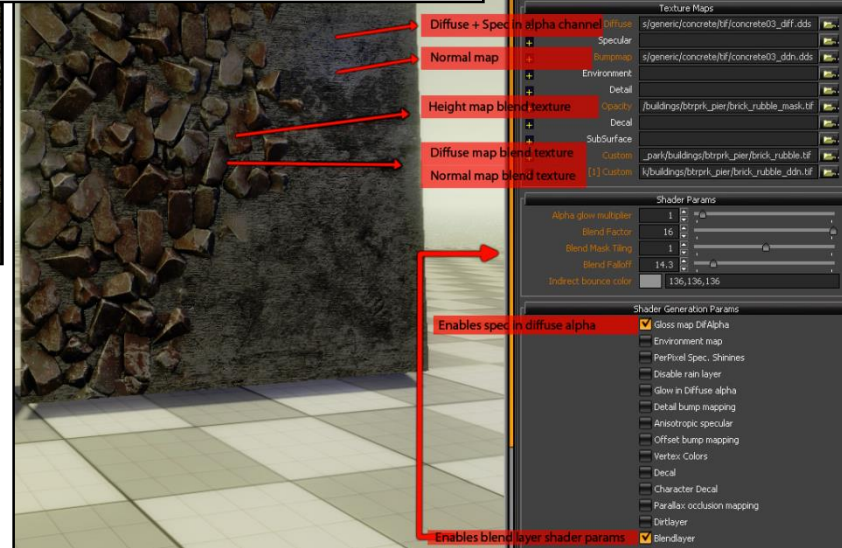 Texture Maps
Diffuse + Spec in alpha channel
Diffuse s/generic/concrete/tif/concrete03_diff.dds
Specular
Normal map
Bumpmap s/generic/concrete/tif/concrete03_ddn.dds
Environment
Detail
Height map blend texture
Opacity /buildings/btrprk_pier/brick_rubble_mask.tif
Decal
SubSurface
Diffuse map blend texture
Custom _park/buildings/btrprk_pier/brick_rubble.tif
Normal map blend texture
[1] Custom k/buildings/btrprk_pier/brick_rubble_ddn.tif
Shader Params
Alpha glow multiplier 1
Blend Factor 16
Blend Mask Tiling 1
Blend Falloff 14.3
Indirect bounce color 136,136,136
Shader Generation Params
Enables spec in diffuse alpha
Gloss map DifAlpha
Environment map
PerPixel Spec. Shinines
Disable rain layer
Glow in Diffuse alpha
Detail bump mapping
Anisotropic specular
Offset bump mapping
Vertex Colors
Decal
Character Decal
Parallax occlusion mapping
Dirtlayer
Enables blend layer shader params
Blendlayer